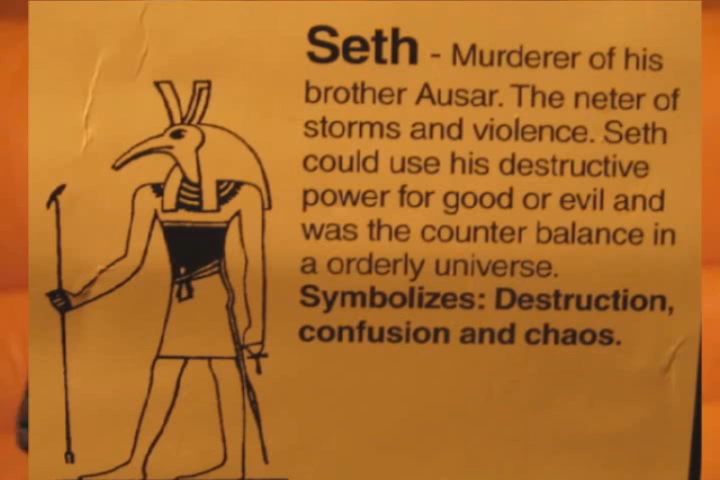 Seth - Murderer of his
brother Ausar. The neter of
storms and violence. Seth
could use his destructive
power for good or evil and
was the counter balance in
a orderly universe.
Symbolizes: Destruction,
confusion and chaos.